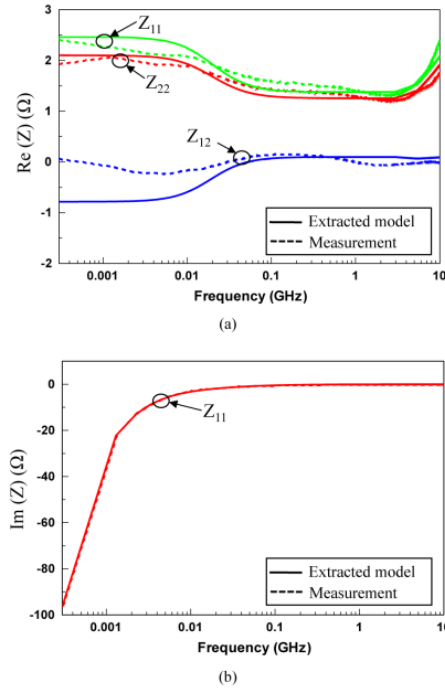 3
Z11
2
Z22
Z12
1
0
-1
-2
Re (Z) (Ω)
Extracted model
Measurement
0.001 0.01 0.1 1 10
Frequency (GHz)
(a)
0
-20
-40
-60
-80
-100
Im (Z) (Ω)
Z11
Extracted model
Measurement
0.001 0.01 0.1 1 10
Frequency (GHz)
(b)